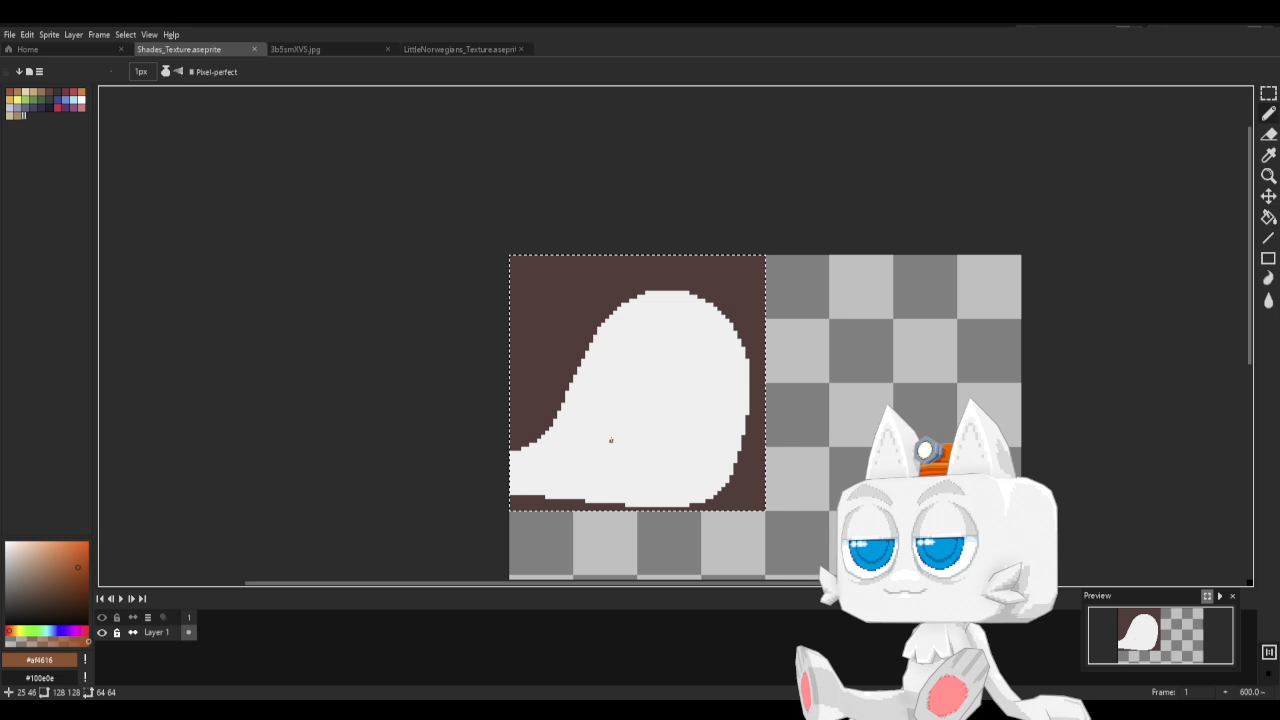 File Edit Sprite Layer Frame Select View Help
Home Shades_Texture.aseprite 3b5smXVS.jpg LittleNorwegians_Texture.aseprit
1px Pixel-perfect
Preview
1
Layer 1
#af4616 !
#100e0e !
25 46 128 128 64 64 Frame: 1 600.0~